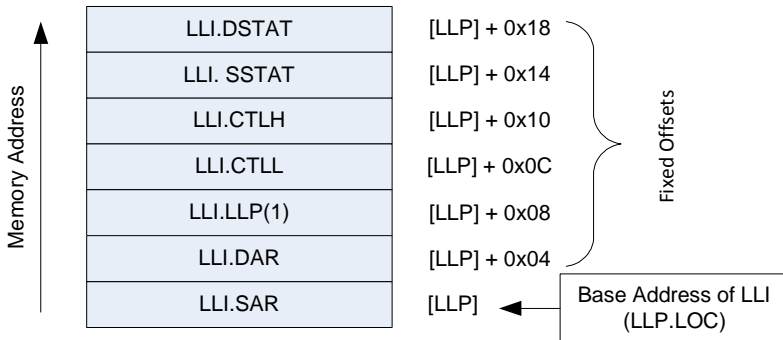 Memory Address
LLI.DSTAT [LLP] + 0x18
LLI. SSTAT [LLP] + 0x14
LLI.CTLH [LLP] + 0x10
LLI.CTLL [LLP] + 0x0C
LLI.LLP(1) [LLP] + 0x08
LLI.DAR [LLP] + 0x04
LLI.SAR [LLP]
Fixed Offsets
Base Address of LLI
(LLP.LOC)